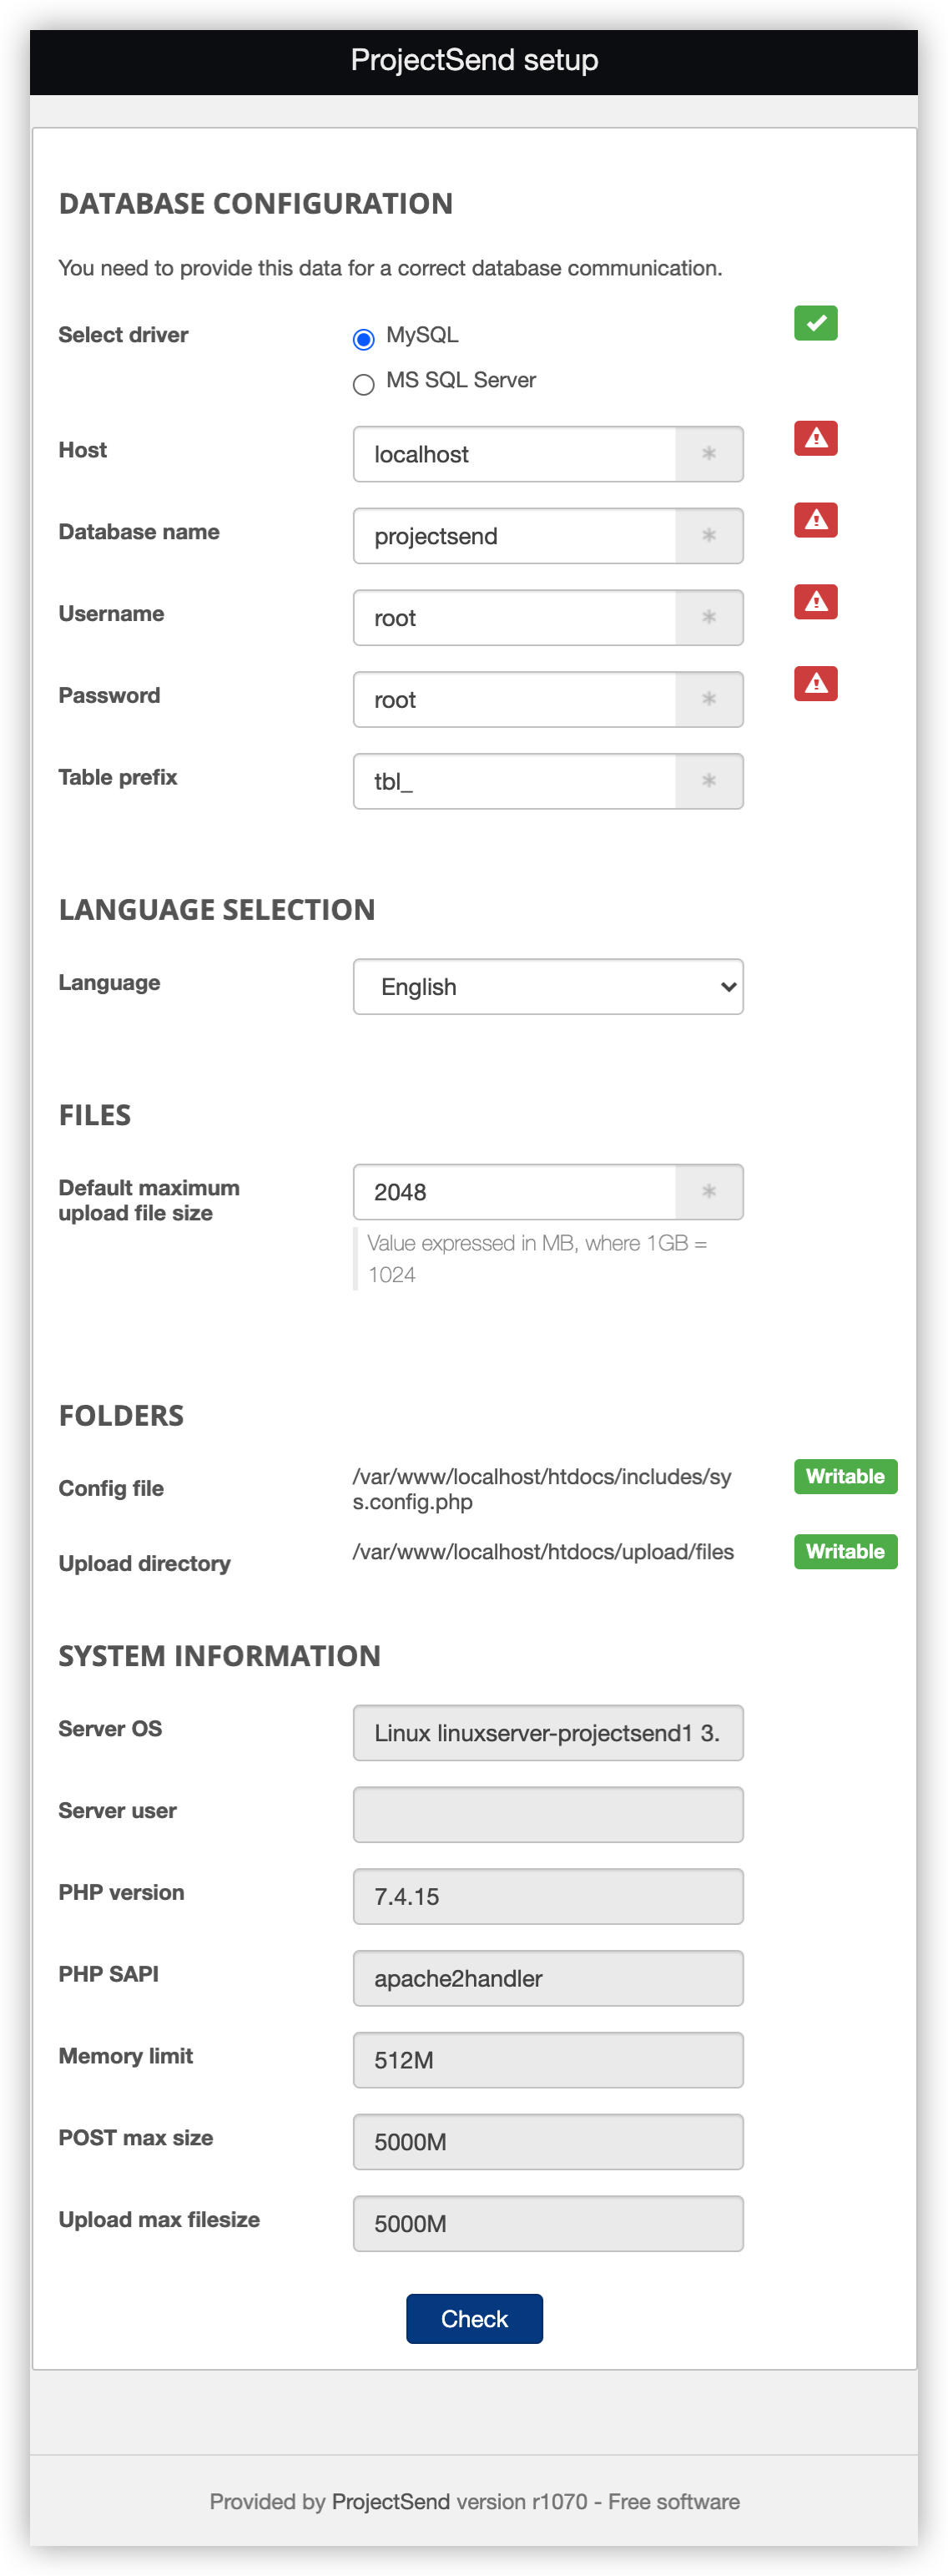 ProjectSend setup
DATABASE CONFIGURATION
You need to provide this data for a correct database communication.
Select driver
MySQL
MS SQL Server
Host
localhost
*
Database name
projectsend
*
Username
root
*
Password
root
*
Table prefix
tbl_
*
LANGUAGE SELECTION
Language
English
FILES
Default maximum
upload file size
2048
*
Value expressed in MB, where 1GB =
1024
FOLDERS
Config file
/var/www/localhost/htdocs/includes/sy
s.config.php
Writable
Upload directory
/var/www/localhost/htdocs/upload/files
Writable
SYSTEM INFORMATION
Server OS
Linux linuxserver-projectsend1 3.
Server user
PHP version
7.4.15
PHP SAPI
apache2handler
Memory limit
512M
POST max size
5000M
Upload max filesize
5000M
Check
Provided by ProjectSend version r1070 - Free software